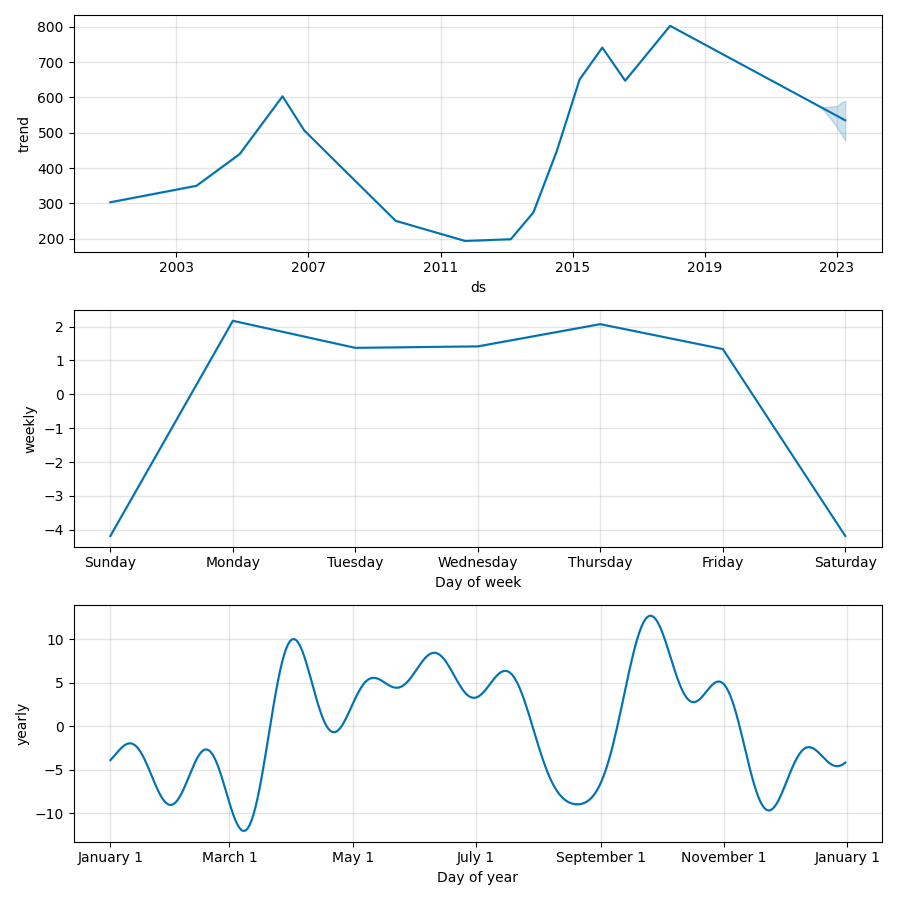 800
700
600
500
400
300
200
trend
2003 2007 2011 2015 2019 2023
ds
2
1
0
−1
−2
−3
−4
weekly
Sunday Monday Tuesday Wednesday Thursday Friday Saturday
Day of week
10
5
0
−5
−10
yearly
January 1 March 1 May 1 July 1 September 1 November 1 January 1
Day of year